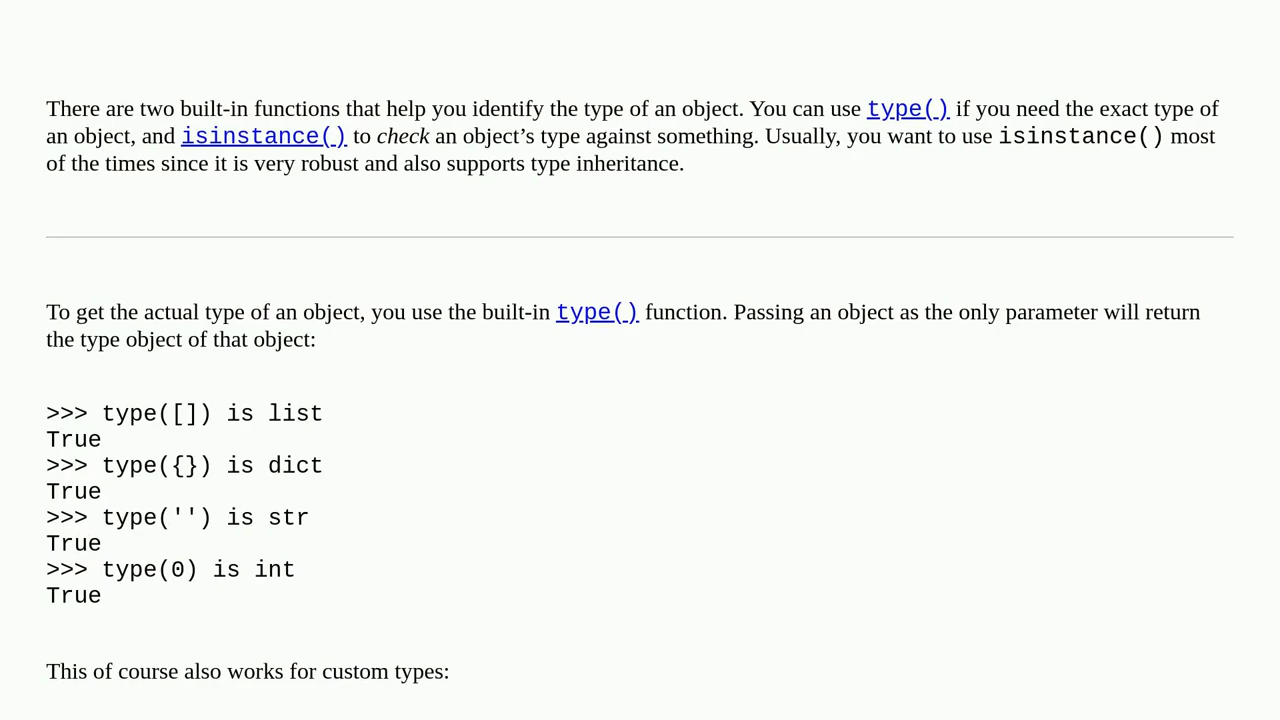 There are two built-in functions that help you identify the type of an object. You can use type() if you need the exact type of
an object, and isinstance() to check an object’s type against something. Usually, you want to use isinstance() most
of the times since it is very robust and also supports type inheritance.
To get the actual type of an object, you use the built-in type() function. Passing an object as the only parameter will return
the type object of that object:
>>> type([]) is list
True
>>> type({}) is dict
True
>>> type('') is str
True
>>> type(0) is int
True
This of course also works for custom types: